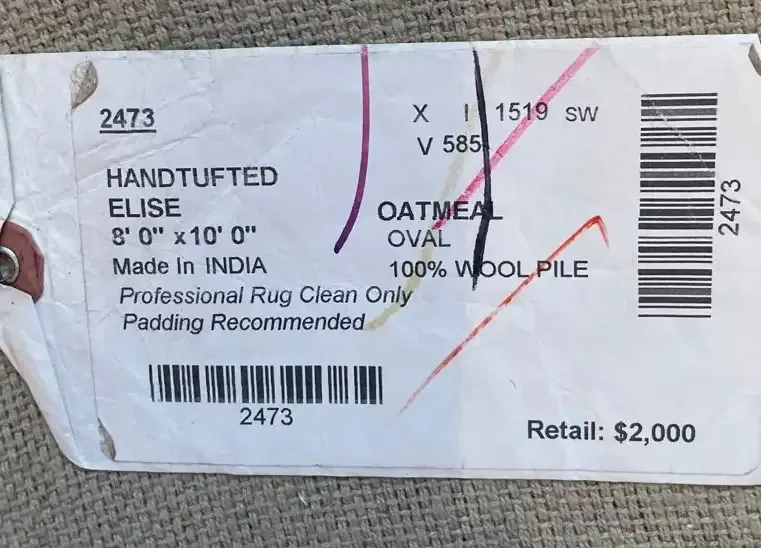 2473
X I 1519 SW
V 585
HANDTUFTED
ELISE
OATMEAL
8' 0" x 10' 0"
OVAL
Made In INDIA
100% WOOL PILE
Professional Rug Clean Only
Padding Recommended
2473
2473
Retail: $2,000